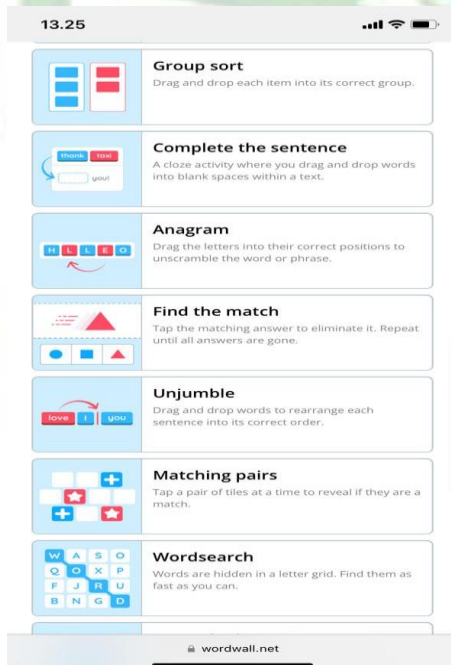 13.25
Group sort
Drag and drop each item into its correct group.
thank taxi
you!
Complete the sentence
A cloze activity where you drag and drop words
into blank spaces within a text.
H L L E O
Anagram
Drag the letters into their correct positions to
unscramble the word or phrase.
Find the match
Tap the matching answer to eliminate it. Repeat
until all answers are gone.
love i you
Unjumble
Drag and drop words to rearrange each
sentence into its correct order.
Matching pairs
Tap a pair of tiles at a time to reveal if they are a
match.
W A S O
Q O X P
F J R U
B N G D
Wordsearch
Words are hidden in a letter grid. Find them as
fast as you can.
wordwall.net